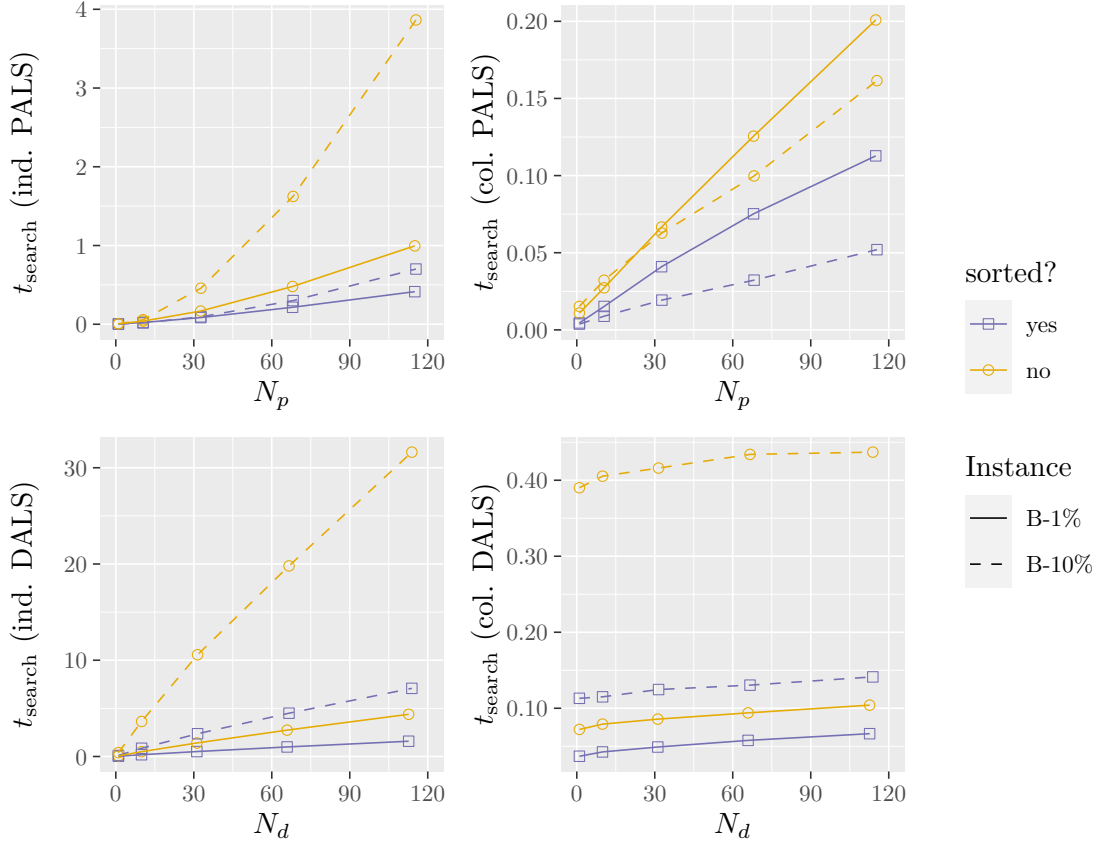 4
3
2
1
0
0 30 60 90 120
t_search (ind. PALS)
N_p
0.20
0.15
0.10
0.05
0.00
0 30 60 90 120
t_search (col. PALS)
N_p
30
20
10
0
0 30 60 90 120
t_search (ind. DALS)
N_d
0.40
0.30
0.20
0.10
0 30 60 90 120
t_search (col. DALS)
N_d
sorted?
yes
no
Instance
B-1%
B-10%